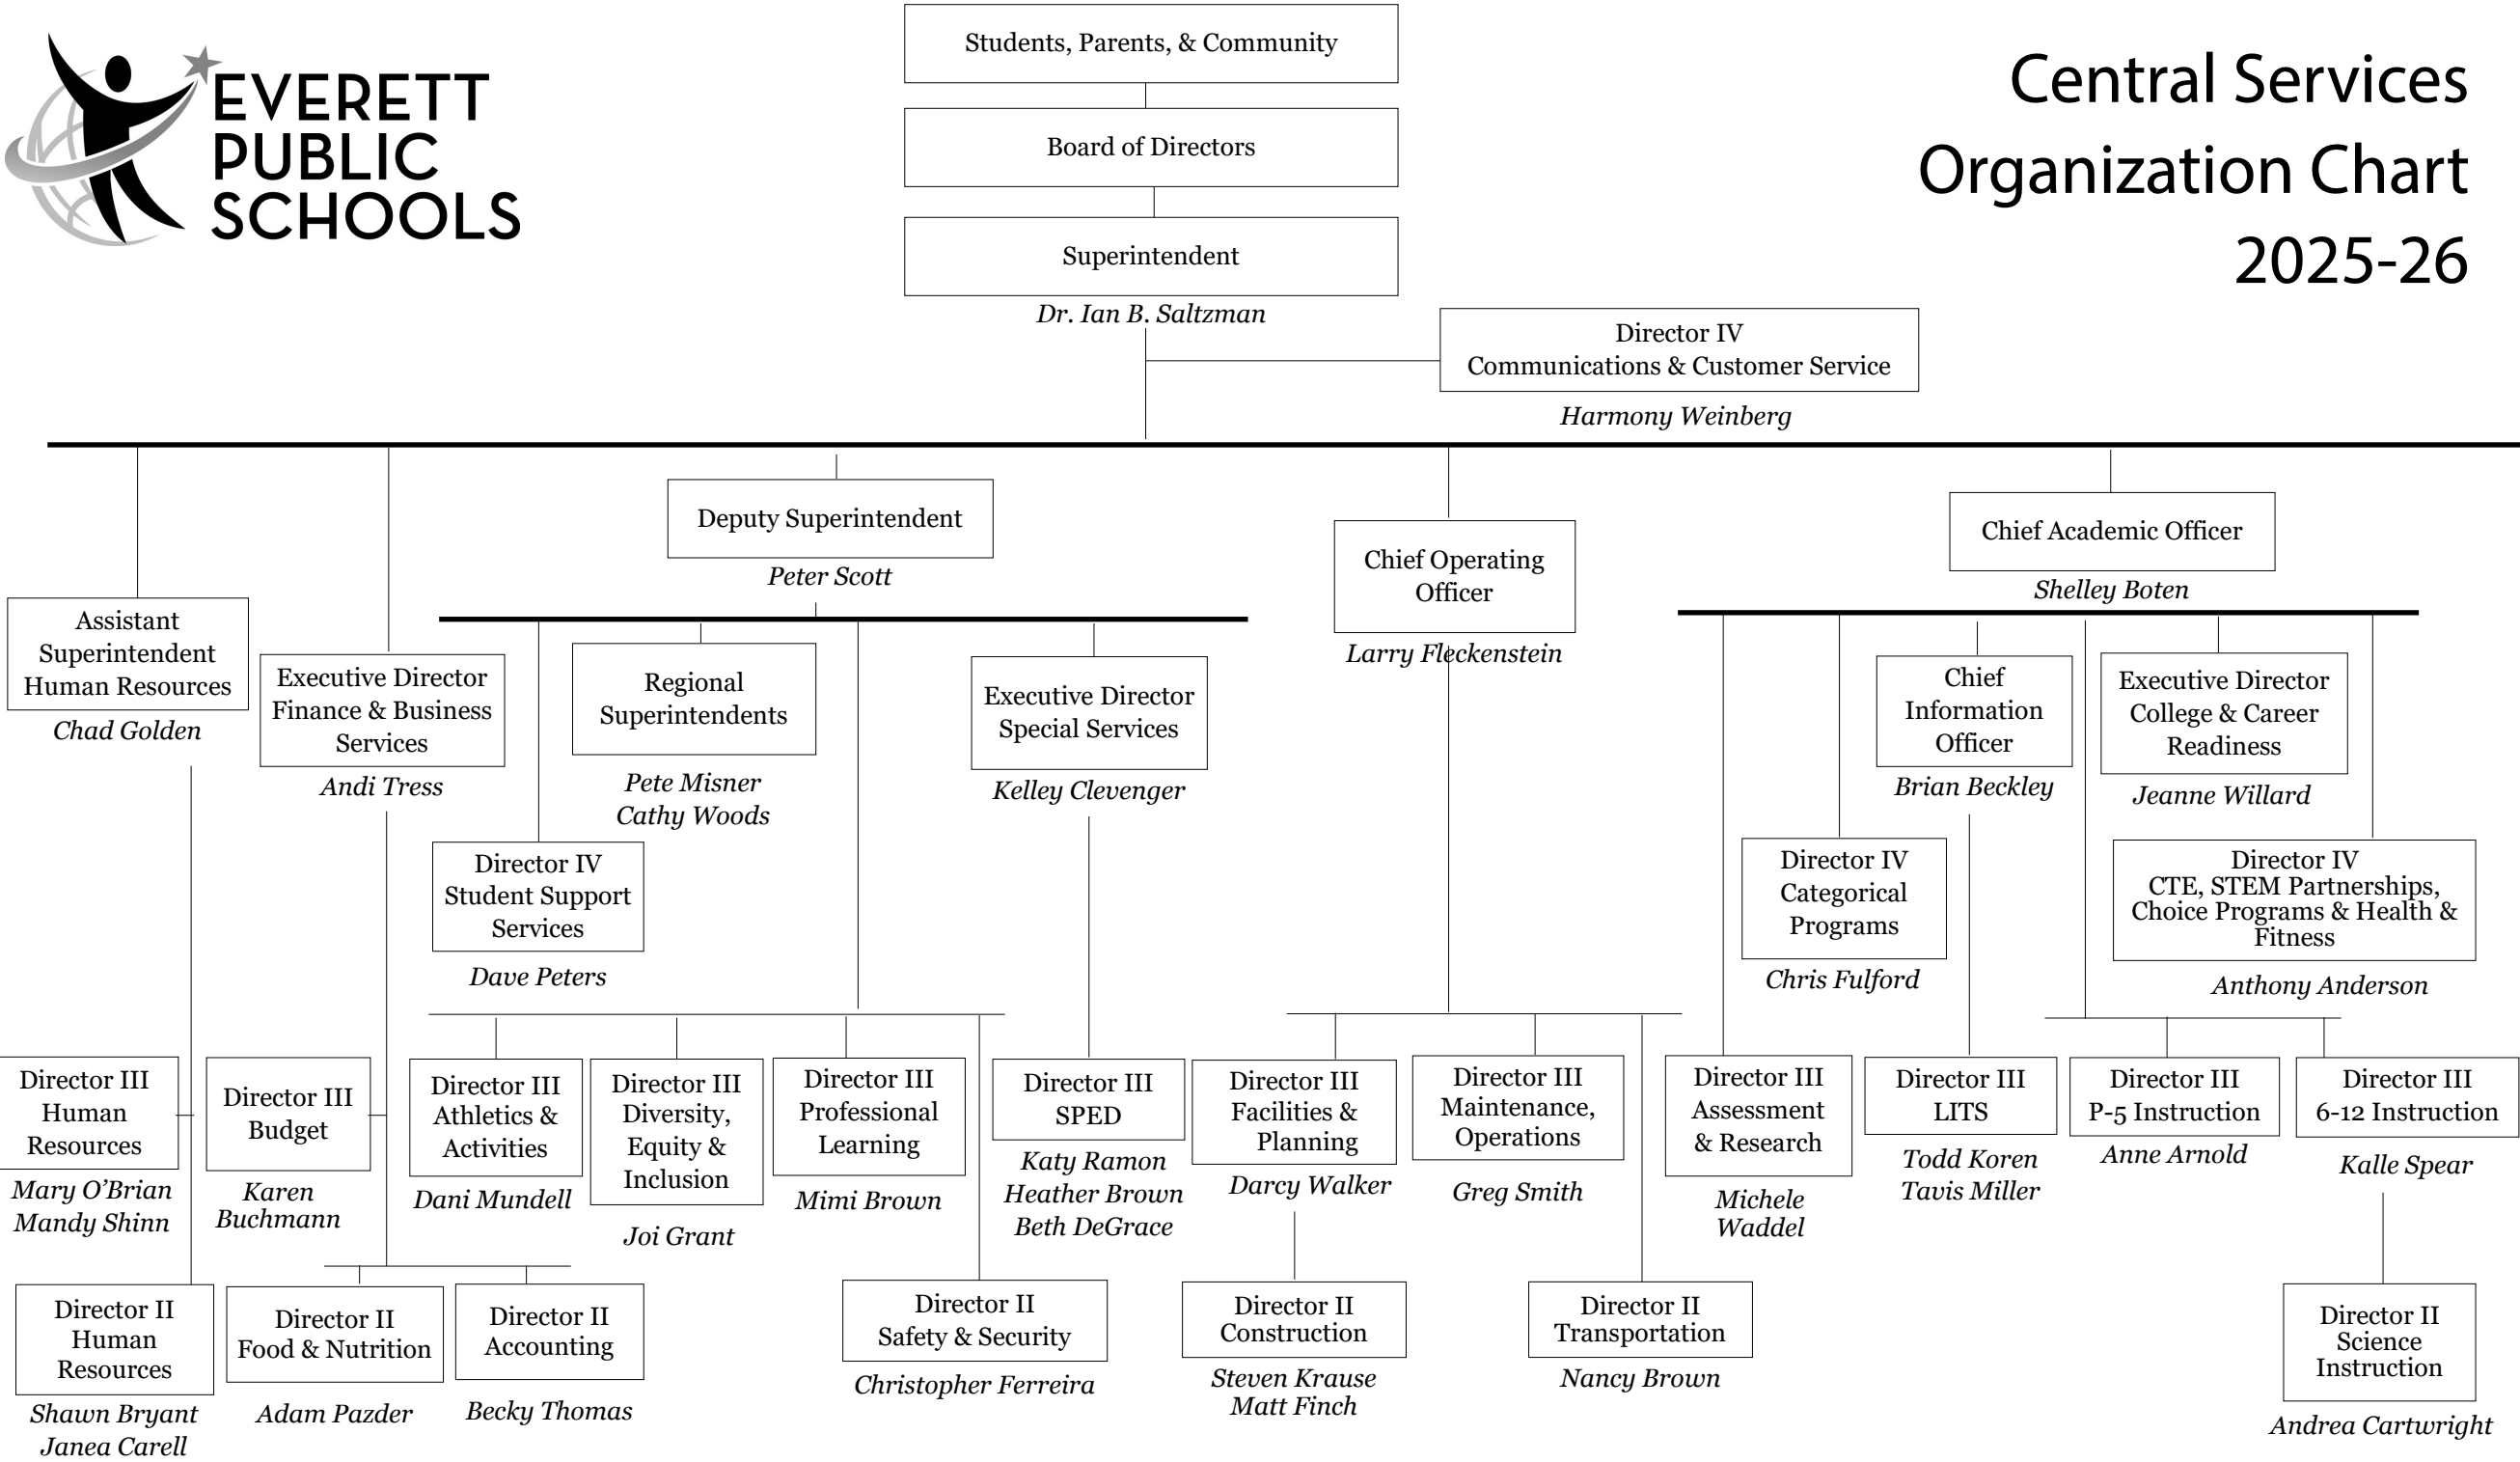 EVERETT
PUBLIC
SCHOOLS
Central Services
Organization Chart
2025-26
Students, Parents, & Community
Board of Directors
Superintendent
Dr. Ian B. Saltzman
Director IV
Communications & Customer Service
Harmony Weinberg
Deputy Superintendent
Peter Scott
Chief Operating
Officer
Larry Fleckenstein
Chief Academic Officer
Shelley Boten
Assistant
Superintendent
Human Resources
Chad Golden
Executive Director
Finance & Business
Services
Andi Tress
Regional
Superintendents
Pete Misner
Cathy Woods
Executive Director
Special Services
Kelley Clevenger
Chief
Information
Officer
Brian Beckley
Executive Director
College & Career
Readiness
Jeanne Willard
Director IV
Student Support
Services
Dave Peters
Director IV
Categorical
Programs
Chris Fulford
Director IV
CTE, STEM Partnerships,
Choice Programs & Health &
Fitness
Anthony Anderson
Director III
Human
Resources
Mary O’Brian
Mandy Shinn
Director III
Budget
Karen
Buchmann
Director III
Athletics &
Activities
Dani Mundell
Director III
Diversity,
Equity &
Inclusion
Joi Grant
Director III
Professional
Learning
Mimi Brown
Director III
SPED
Katy Ramon
Heather Brown
Beth DeGrace
Director III
Facilities &
Planning
Darcy Walker
Director III
Maintenance,
Operations
Greg Smith
Director III
Assessment
& Research
Michele
Waddel
Director III
LITS
Todd Koren
Tavis Miller
Director III
P-5 Instruction
Anne Arnold
Director III
6-12 Instruction
Kalle Spear
Director II
Human
Resources
Shawn Bryant
Janea Carell
Director II
Food & Nutrition
Adam Pazder
Director II
Accounting
Becky Thomas
Director II
Safety & Security
Christopher Ferreira
Director II
Construction
Steven Krause
Matt Finch
Director II
Transportation
Nancy Brown
Director II
Science
Instruction
Andrea Cartwright